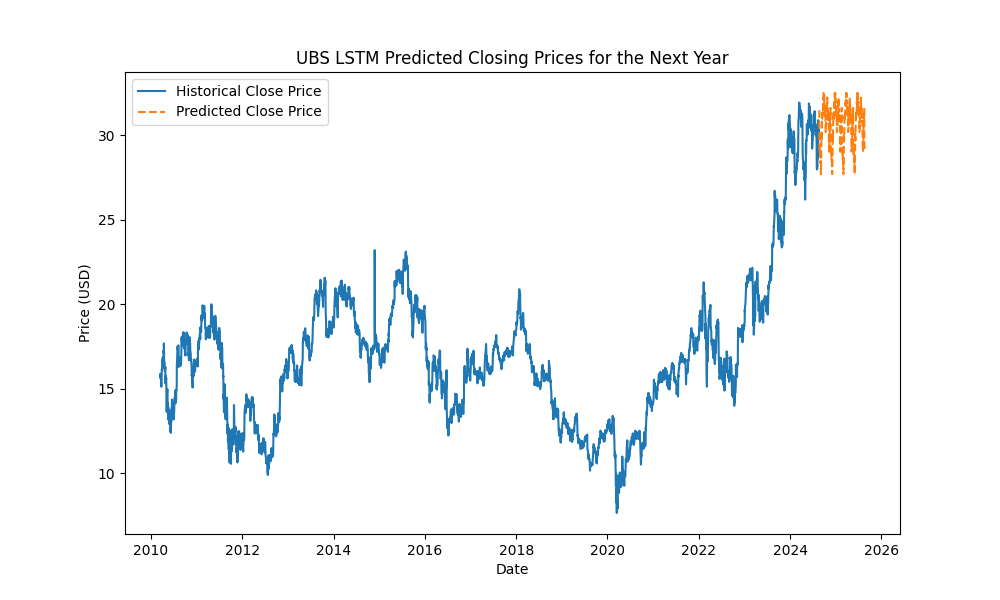 UBS LSTM Predicted Closing Prices for the Next Year
Historical Close Price
Predicted Close Price
Price (USD)
30
25
20
15
10
2010 2012 2014 2016 2018 2020 2022 2024 2026
Date